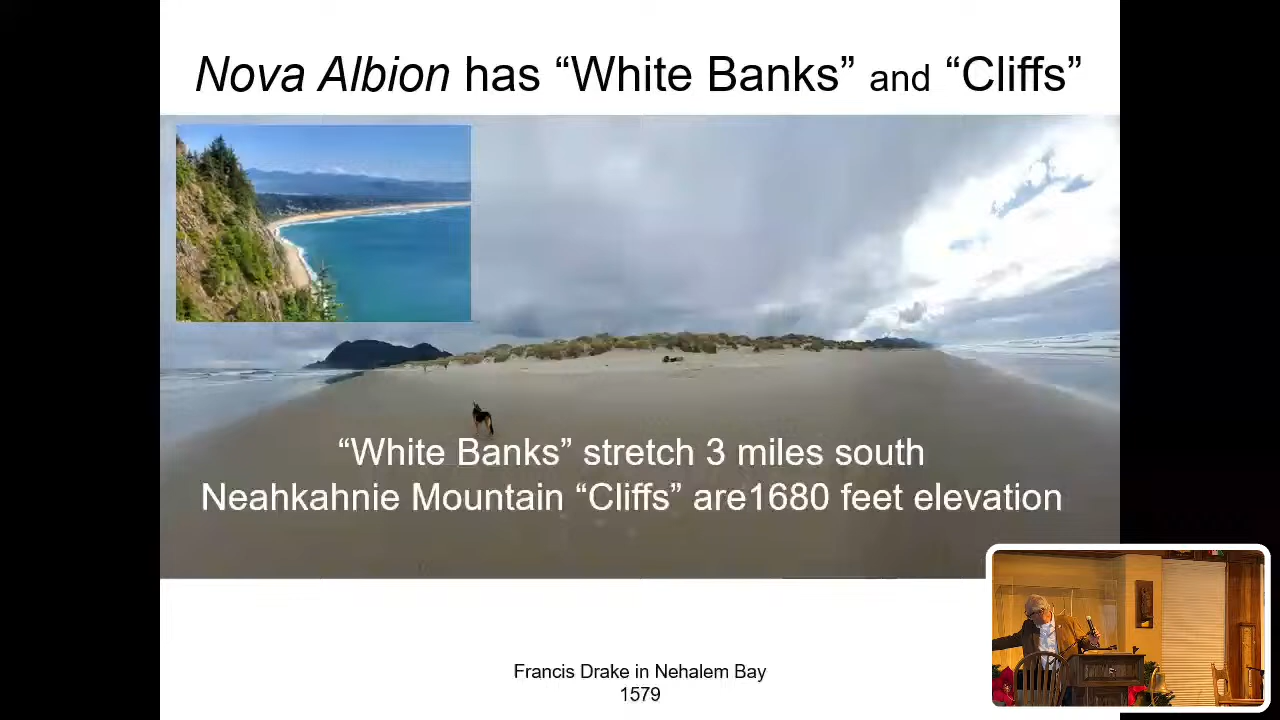 Nova Albion has “White Banks” and “Cliffs”
“White Banks” stretch 3 miles south
Neahkahnie Mountain “Cliffs” are1680 feet elevation
Francis Drake in Nehalem Bay
1579